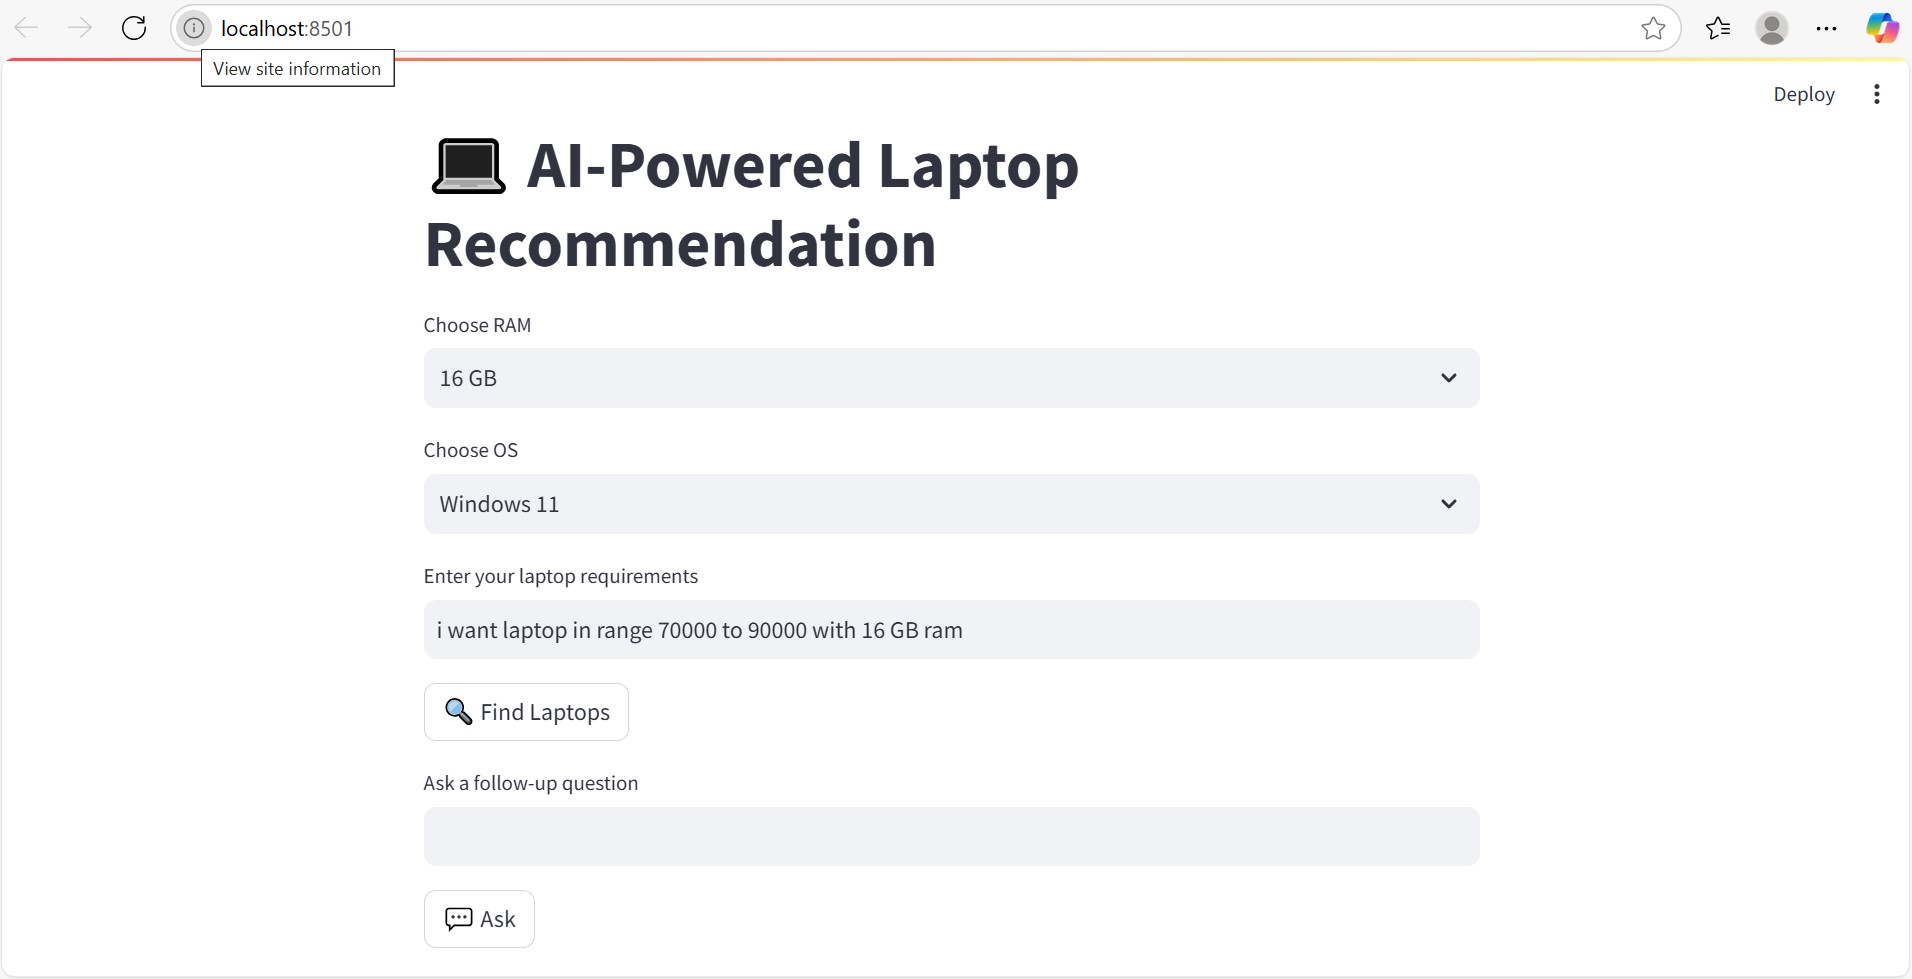 localhost:8501
View site information
Deploy
AI-Powered Laptop
Recommendation
Choose RAM
16 GB
Choose OS
Windows 11
Enter your laptop requirements
i want laptop in range 70000 to 90000 with 16 GB ram
Find Laptops
Ask a follow-up question
Ask